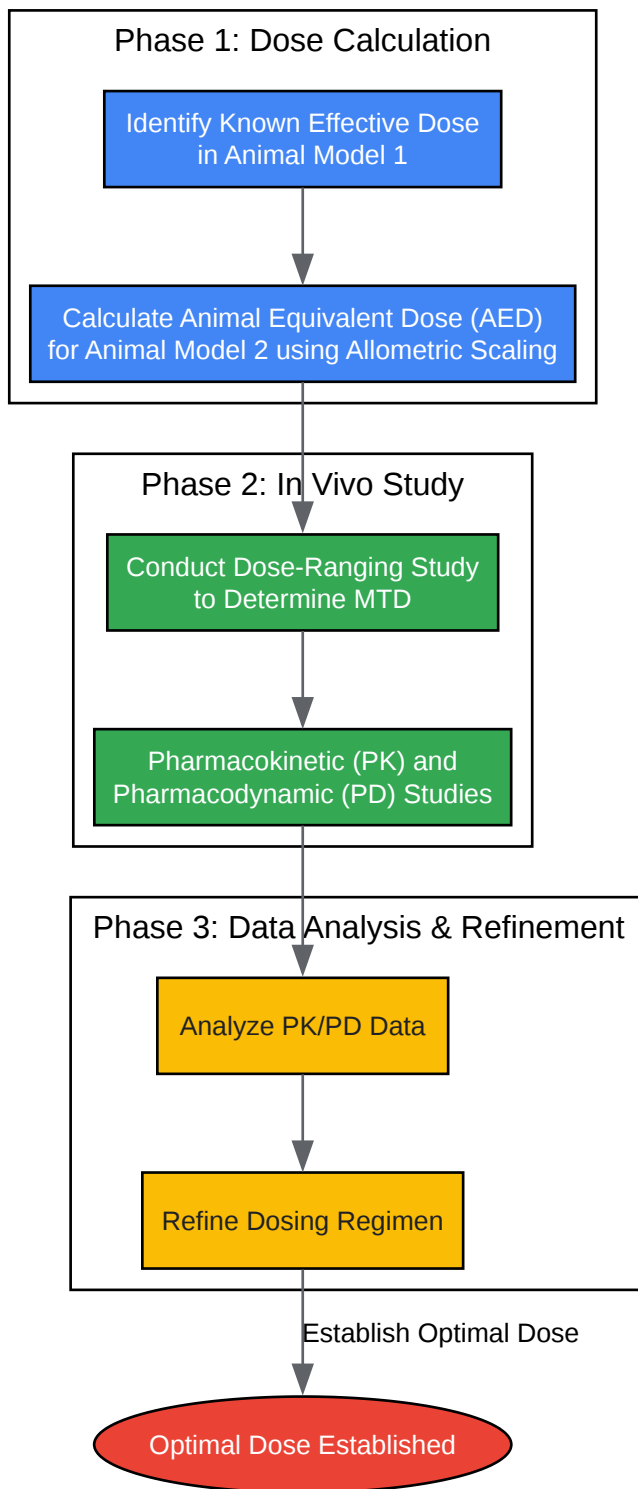 Phase 1: Dose Calculation
Identify Known Effective Dose
in Animal Model 1
Calculate Animal Equivalent Dose (AED)
for Animal Model 2 using Allometric Scaling
Phase 2: In Vivo Study
Conduct Dose-Ranging Study
to Determine MTD
Pharmacokinetic (PK) and
Pharmacodynamic (PD) Studies
Phase 3: Data Analysis & Refinement
Analyze PK/PD Data
Refine Dosing Regimen
Establish Optimal Dose
Optimal Dose Established